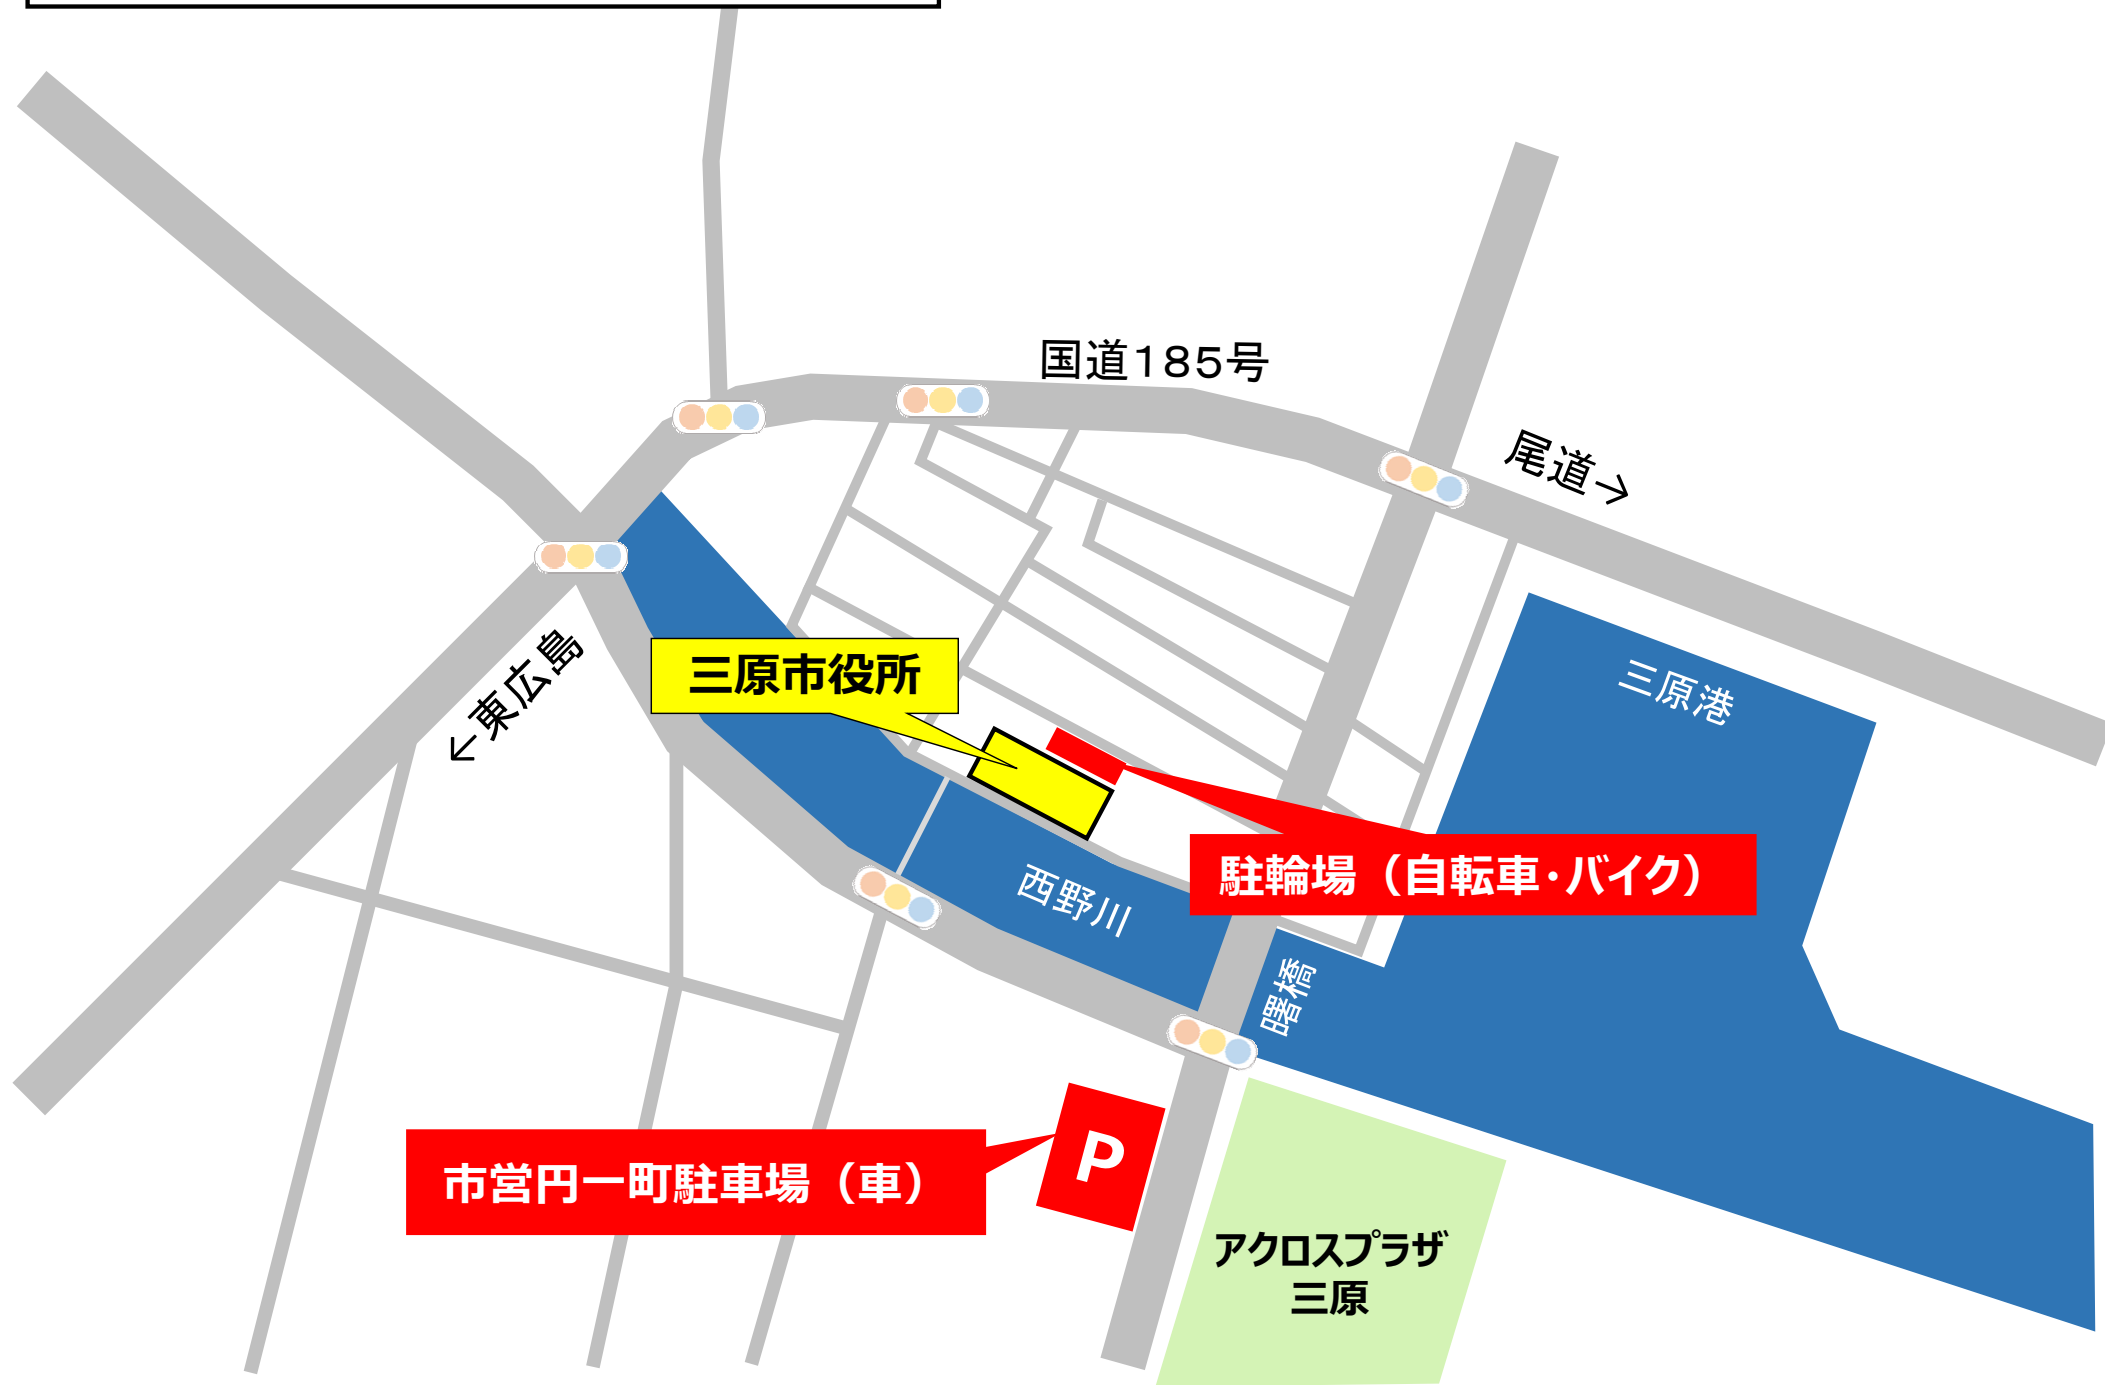 国道185号
尾道→
←東広島
三原市役所
三原港
駐輪場（自転車・バイク）
西野川
曙橋
P
市営円一町駐車場（車）
アクロスプラザ
三原